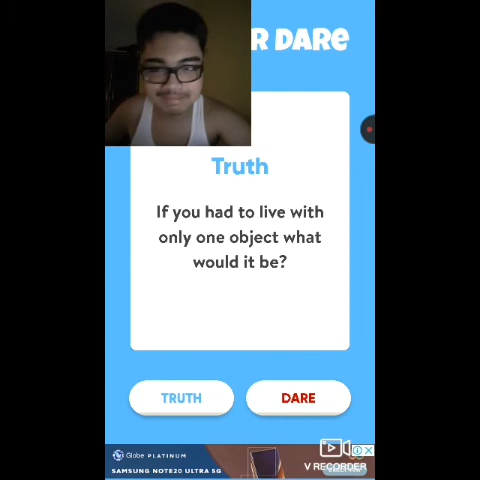 R DARE
Truth
If you had to live with
only one object what
would it be?
TRUTH
DARE
Globe PLATINUM
SAMSUNG NOTE20 ULTRA 5G
V RECORDER